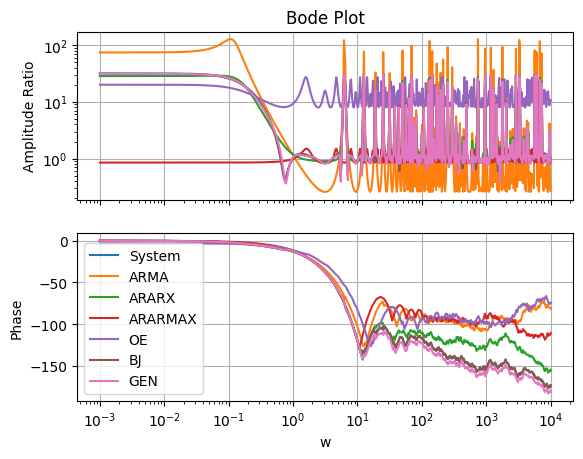 Bode Plot
Amplitude Ratio
10²
10¹
10⁰
Phase
0
−50
−100
−150
System
ARMA
ARARX
ARARMAX
OE
BJ
GEN
10⁻³ 10⁻² 10⁻¹ 10⁰ 10¹ 10² 10³ 10⁴
w